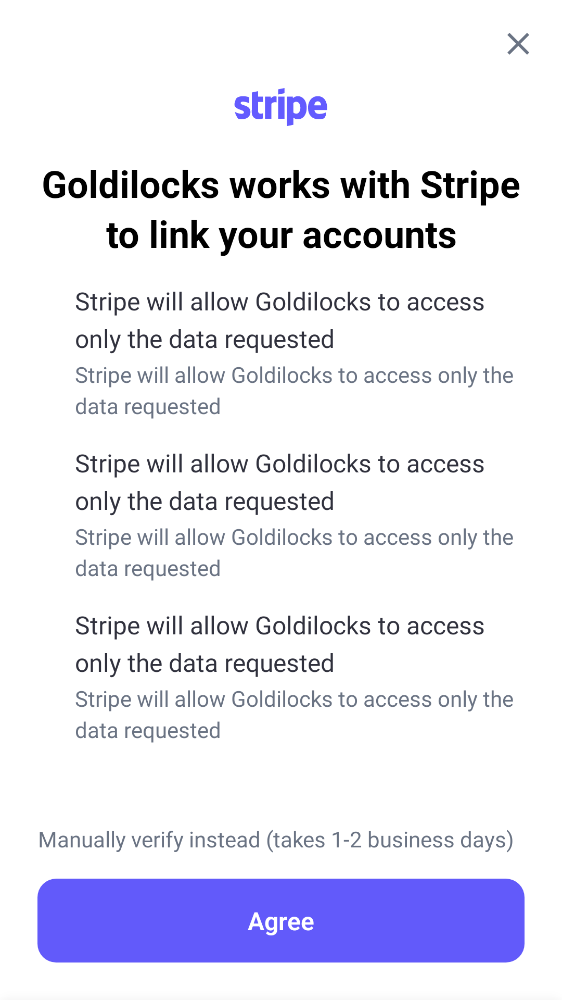 stripe
Goldilocks works with Stripe
to link your accounts
Stripe will allow Goldilocks to access
only the data requested
Stripe will allow Goldilocks to access only the
data requested
Stripe will allow Goldilocks to access
only the data requested
Stripe will allow Goldilocks to access only the
data requested
Stripe will allow Goldilocks to access
only the data requested
Stripe will allow Goldilocks to access only the
data requested
Manually verify instead (takes 1-2 business days)
Agree